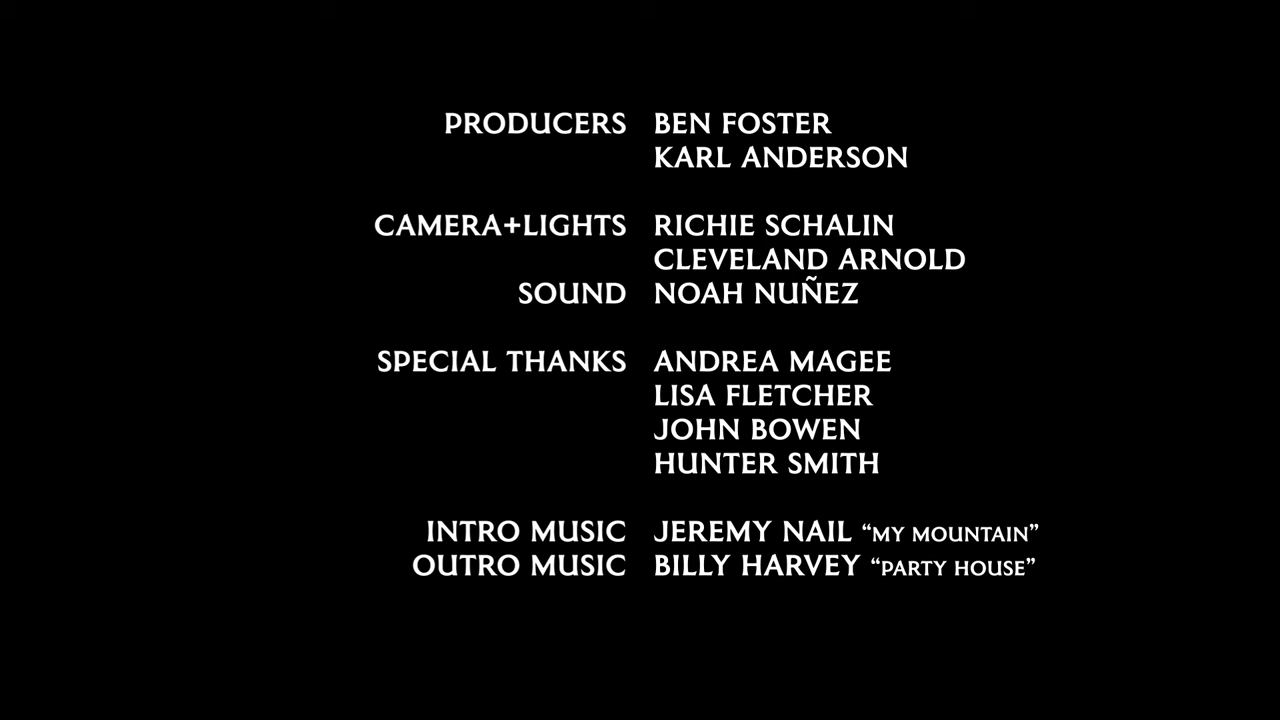 PRODUCERS BEN FOSTER
KARL ANDERSON
CAMERA+LIGHTS RICHIE SCHALIN
CLEVELAND ARNOLD
SOUND NOAH NUÑEZ
SPECIAL THANKS ANDREA MAGEE
LISA FLETCHER
JOHN BOWEN
HUNTER SMITH
INTRO MUSIC JEREMY NAIL “MY MOUNTAIN”
OUTRO MUSIC BILLY HARVEY “PARTY HOUSE”